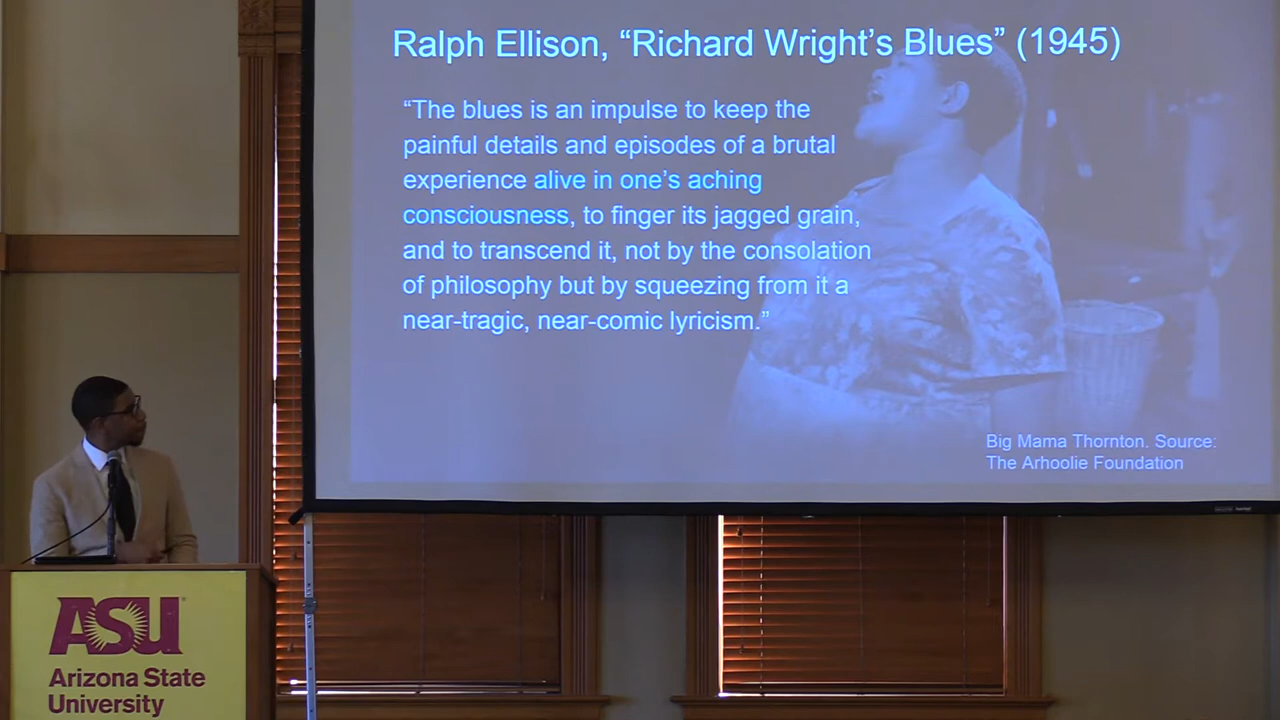 Ralph Ellison, “Richard Wright’s Blues” (1945)
“The blues is an impulse to keep the
painful details and episodes of a brutal
experience alive in one’s aching
consciousness, to finger its jagged grain,
and to transcend it, not by the consolation
of philosophy but by squeezing from it a
near-tragic, near-comic lyricism.”
Big Mama Thornton. Source:
The Arhoolie Foundation
ASU
Arizona State
University